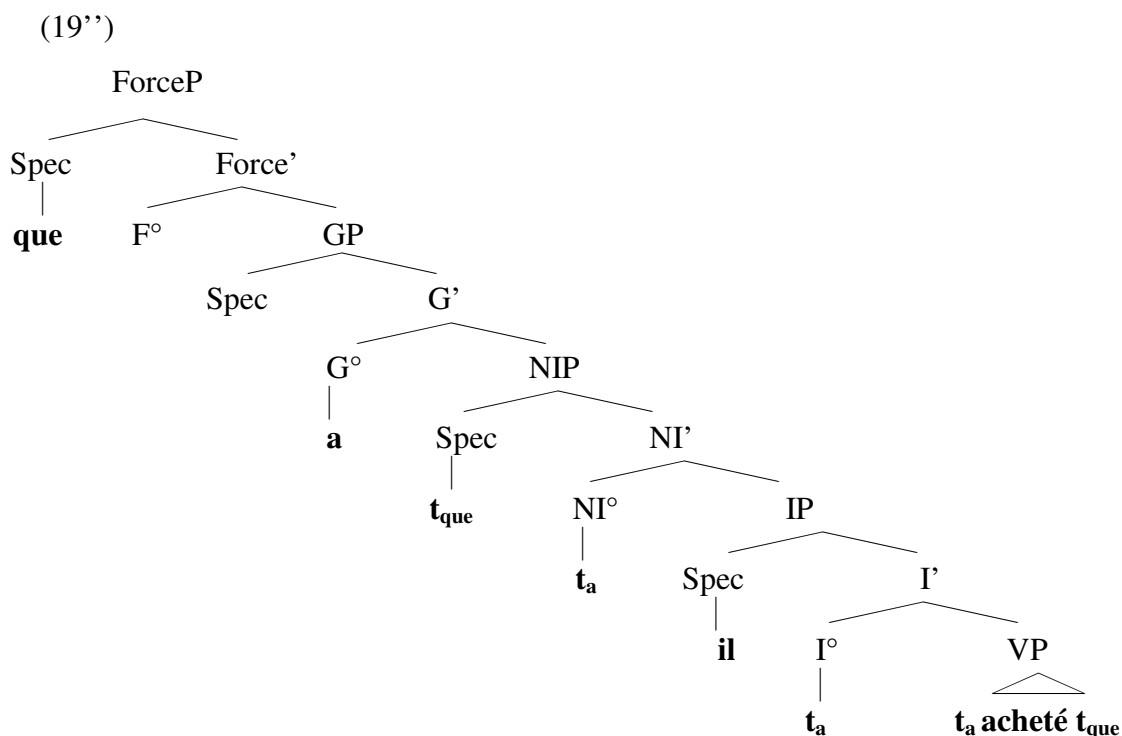 (19’’)
ForceP
Spec Force’
que F° GP
Spec G’
G° NIP
a Spec NI’
tque NI° IP
ta Spec I’
il I° VP
ta ta acheté tque